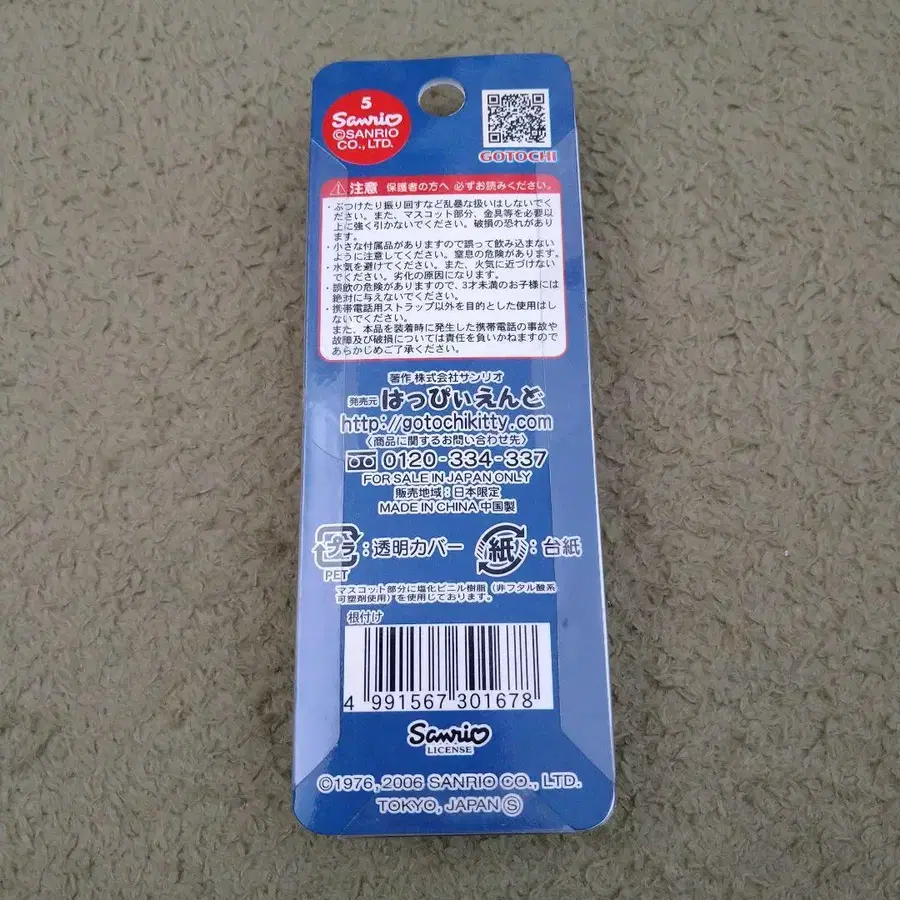 5
Sanrio
©SANRIO
CO., LTD.
GOTOCHI
⚠注意 保護者の方へ 必ずお読みください。
・ぶつけたり振り回すなど乱暴な扱いはしないでく
ださい。また、マスコット部分、金具等を必要以
上に強く引かないでください。破損の恐れがあり
ます。
・小さな付属品がありますので誤って飲み込まない
ように注意してください。窒息の危険があります。
・水気を避けてください。また、火気に近づけない
でください。劣化の原因になります。
・誤飲の危険がありますので、3才未満のお子様には
絶対に与えないでください。
・携帯電話用ストラップ以外を目的とした使用はし
ないでください。
また、本品を装着時に発生した携帯電話の事故や
故障及び破損については責任を負いかねますので
あらかじめご了承ください。
著作 株式会社サンリオ
発売元 はっぴぃえんど
http://gotochikitty.com
〈商品に関するお問い合わせ先〉
0120-334-337
FOR SALE IN JAPAN ONLY
販売地域:日本限定
MADE IN CHINA 中国製
プラ:透明カバー 紙:台紙
PET
マスコット部分に塩化ビニル樹脂(非フタル酸系
可塑剤使用)を使用しております。
根付け
4 991567 301678
Sanrio
LICENSE
©1976, 2006 SANRIO CO., LTD.
TOKYO, JAPAN Ⓢ